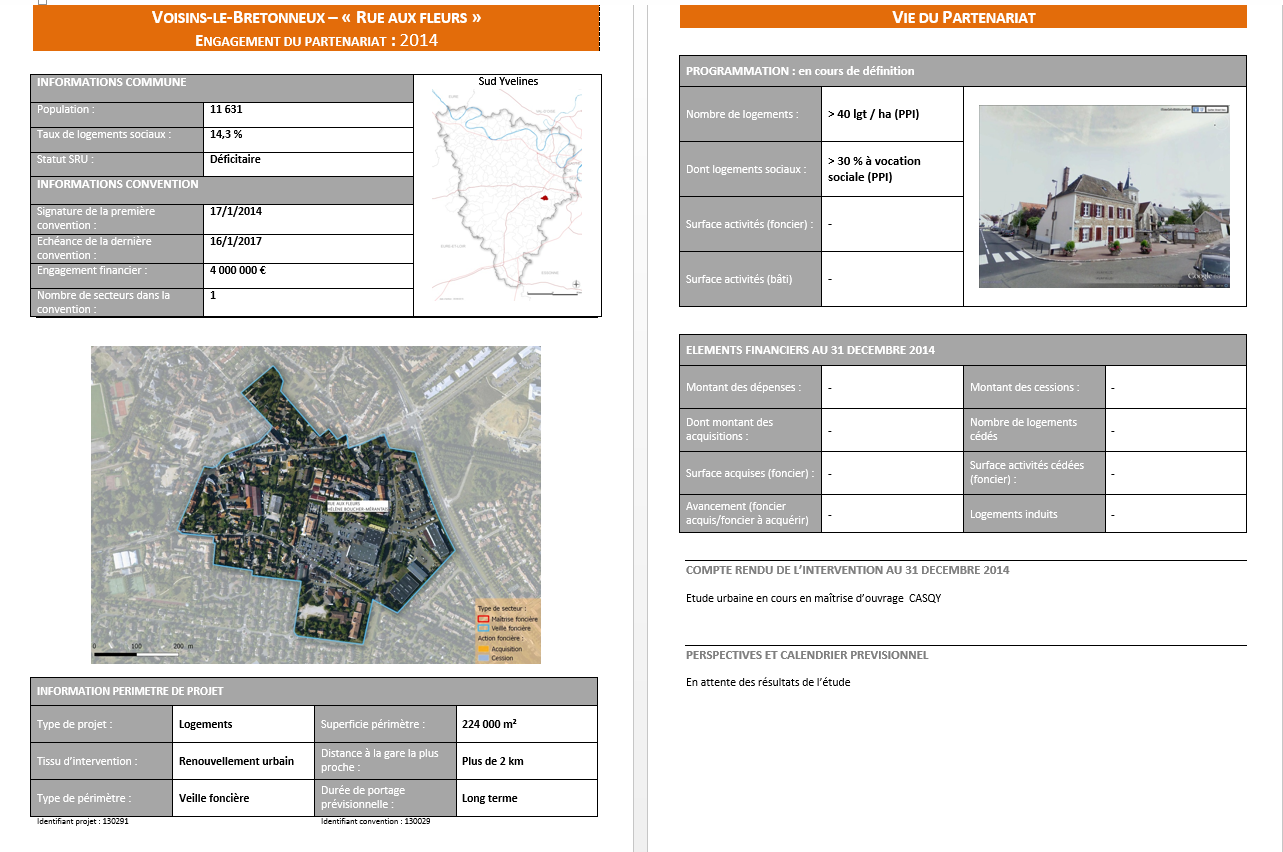 VOISINS-LE-BRETONNEUX – « RUE AUX FLEURS »
ENGAGEMENT DU PARTENARIAT : 2014
INFORMATIONS COMMUNE
Population :
11 631
Taux de logements sociaux :
14,3 %
Statut SRU :
Déficitaire
INFORMATIONS CONVENTION
Signature de la première
convention :
17/1/2014
Echéance de la dernière
convention :
16/1/2017
Engagement financier :
4 000 000 €
Nombre de secteurs dans la
convention :
1
Sud Yvelines
RUE AUX FLEURS
HÉLÈNE BOUCHER-MÉRANTAIS
0 100 200 m
Type de secteur :
Maîtrise foncière
Veille foncière
Action foncière :
Acquisition
Cession
INFORMATION PERIMETRE DE PROJET
Type de projet :
Logements
Superficie périmètre :
224 000 m²
Tissu d'intervention :
Renouvellement urbain
Distance à la gare la plus
proche :
Plus de 2 km
Type de périmètre :
Veille foncière
Durée de portage
prévisionnelle :
Long terme
Identifiant projet : 130291
Identifiant convention : 130029
VIE DU PARTENARIAT
PROGRAMMATION : en cours de définition
Nombre de logements :
> 40 lgt / ha (PPI)
Dont logements sociaux :
> 30 % à vocation
sociale (PPI)
Surface activités (foncier) :
-
Surface activités (bâti)
-
Google
ELEMENTS FINANCIERS AU 31 DECEMBRE 2014
Montant des dépenses :
-
Montant des cessions :
-
Dont montant des
acquisitions :
-
Nombre de logements
cédés
-
Surface acquises (foncier) :
-
Surface activités cédées
(foncier) :
-
Avancement (foncier
acquis/foncier à acquérir)
-
Logements induits
-
COMPTE RENDU DE L'INTERVENTION AU 31 DECEMBRE 2014
Etude urbaine en cours en maîtrise d'ouvrage CASQY
PERSPECTIVES ET CALENDRIER PREVISIONNEL
En attente des résultats de l'étude